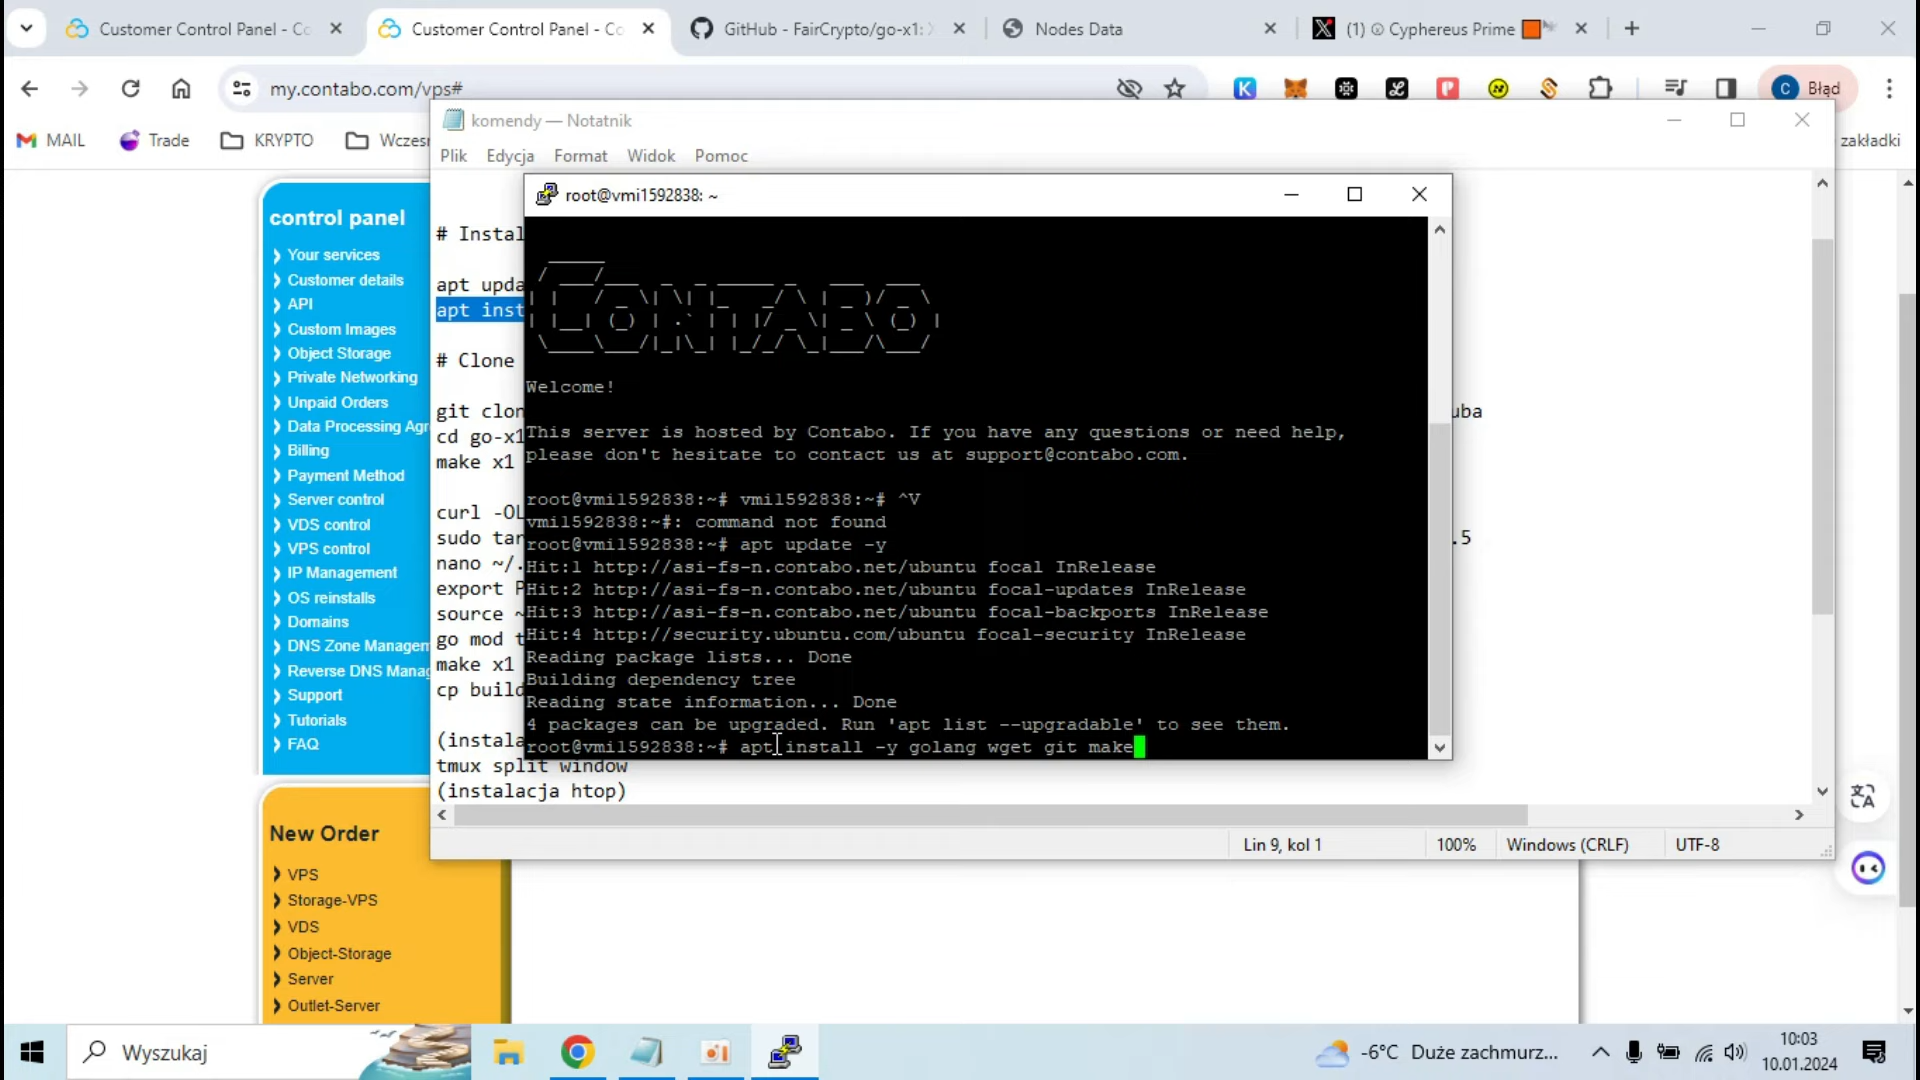 Customer Control Panel - Co
Customer Control Panel - Co
GitHub - FairCrypto/go-x1: X
Nodes Data
(1) Cyphereus Prime
my.contabo.com/vps#
C Błąd
MAIL
Trade
KRYPTO
Wcześ
zakładki
komendy — Notatnik
Plik Edycja Format Widok Pomoc
control panel
Your services
Customer details
API
Custom Images
Object Storage
Private Networking
Unpaid Orders
Data Processing Agr
Billing
Payment Method
Server control
VDS control
VPS control
IP Management
OS reinstalls
Domains
DNS Zone Managem
Reverse DNS Manag
Support
Tutorials
FAQ
New Order
VPS
Storage-VPS
VDS
Object-Storage
Server
Outlet-Server
# Instal
apt upda
apt inst
# Clone
git clon
uba
cd go-x1
make x1
curl -OL
sudo tar
.5
nano ~/.
export P
source ~
go mod t
make x1
cp build
(instala
tmux split window
(instalacja htop)
root@vmi1592838: ~
CONTABO
Welcome!
This server is hosted by Contabo. If you have any questions or need help,
please don't hesitate to contact us at support@contabo.com.
root@vmi1592838:~# vmi1592838:~# ^V
vmi1592838:~#: command not found
root@vmi1592838:~# apt update -y
Hit:1 http://asi-fs-n.contabo.net/ubuntu focal InRelease
Hit:2 http://asi-fs-n.contabo.net/ubuntu focal-updates InRelease
Hit:3 http://asi-fs-n.contabo.net/ubuntu focal-backports InRelease
Hit:4 http://security.ubuntu.com/ubuntu focal-security InRelease
Reading package lists... Done
Building dependency tree
Reading state information... Done
4 packages can be upgraded. Run 'apt list --upgradable' to see them.
root@vmi1592838:~# apt install -y golang wget git make
Lin 9, kol 1
100%
Windows (CRLF)
UTF-8
Wyszukaj
-6°C Duże zachmurz...
10:03
10.01.2024